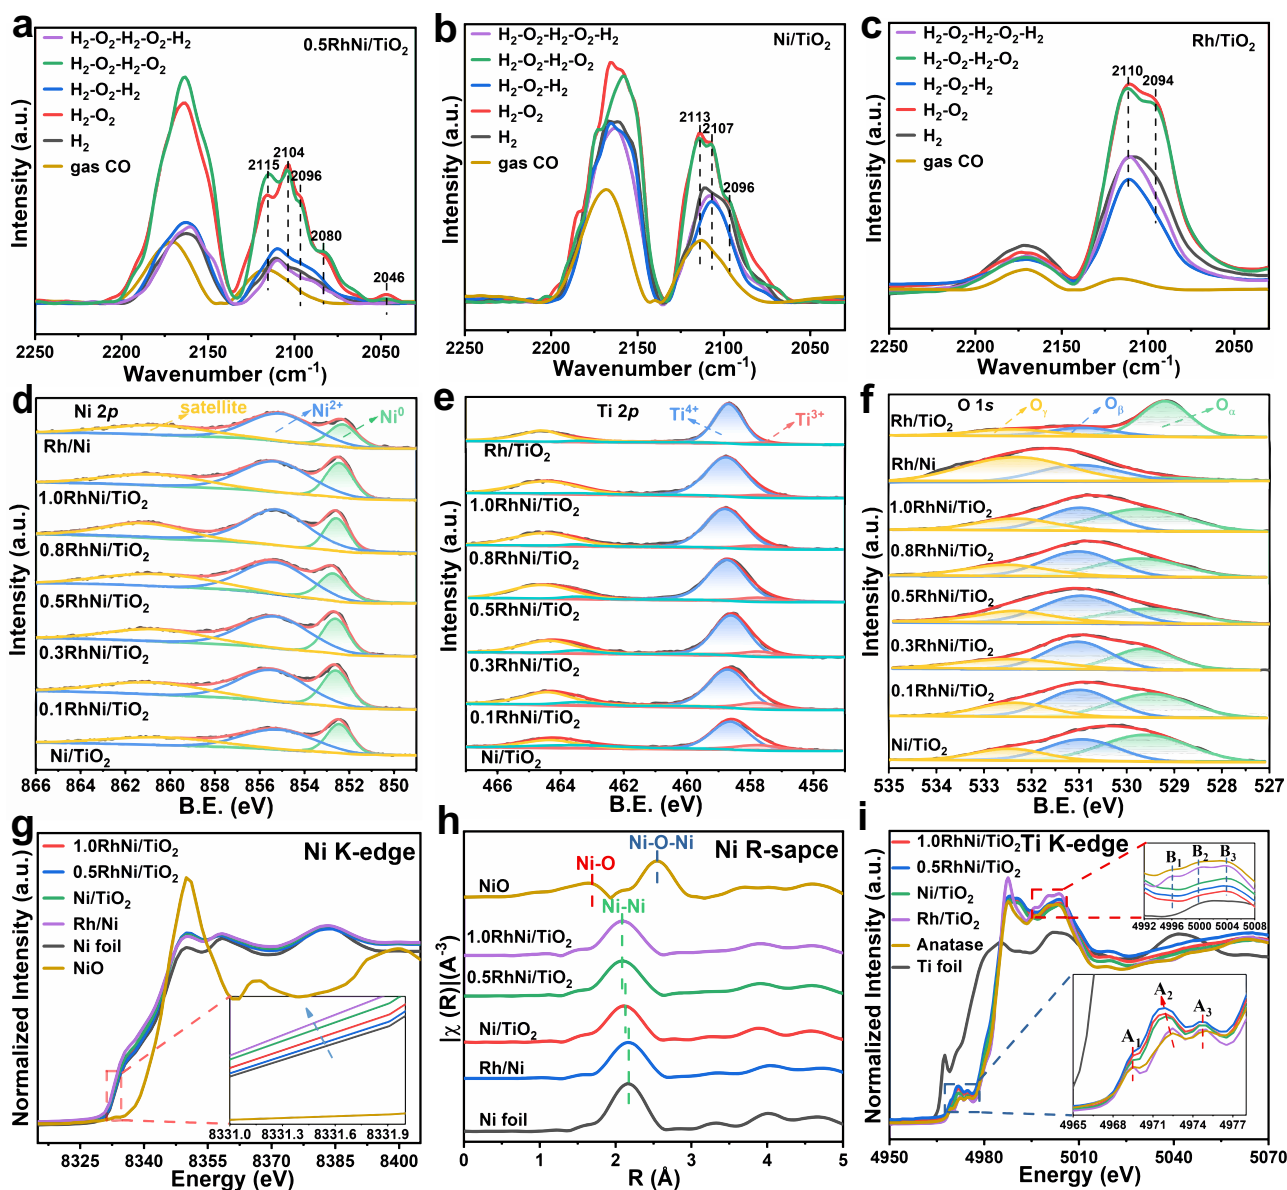 a
H₂-O₂-H₂-O₂-H₂
H₂-O₂-H₂-O₂
H₂-O₂-H₂
H₂-O₂
H₂
gas CO
0.5RhNi/TiO₂
2115
2104
2096
2080
2046
Intensity (a.u.)
2250 2200 2150 2100 2050
Wavenumber (cm⁻¹)
b
H₂-O₂-H₂-O₂-H₂
H₂-O₂-H₂-O₂
H₂-O₂-H₂
H₂-O₂
H₂
gas CO
Ni/TiO₂
2113
2107
2096
Intensity (a.u.)
2250 2200 2150 2100 2050
Wavenumber (cm⁻¹)
c
H₂-O₂-H₂-O₂-H₂
H₂-O₂-H₂-O₂
H₂-O₂-H₂
H₂-O₂
H₂
gas CO
Rh/TiO₂
2110
2094
Intensity (a.u.)
2250 2200 2150 2100 2050
Wavenumber (cm⁻¹)
d
Ni 2p
satellite
Ni²⁺
Ni⁰
Rh/Ni
1.0RhNi/TiO₂
0.8RhNi/TiO₂
0.5RhNi/TiO₂
0.3RhNi/TiO₂
0.1RhNi/TiO₂
Ni/TiO₂
Intensity (a.u.)
866 864 862 860 858 856 854 852 850
B.E. (eV)
e
Ti 2p
Ti⁴⁺
Ti³⁺
Rh/TiO₂
1.0RhNi/TiO₂
0.8RhNi/TiO₂
0.5RhNi/TiO₂
0.3RhNi/TiO₂
0.1RhNi/TiO₂
Ni/TiO₂
Intensity (a.u.)
466 464 462 460 458 456
B.E. (eV)
f
O 1s
Oγ
Oβ
Oα
Rh/TiO₂
Rh/Ni
1.0RhNi/TiO₂
0.8RhNi/TiO₂
0.5RhNi/TiO₂
0.3RhNi/TiO₂
0.1RhNi/TiO₂
Ni/TiO₂
Intensity (a.u.)
535 534 533 532 531 530 529 528 527
B.E. (eV)
g
1.0RhNi/TiO₂
0.5RhNi/TiO₂
Ni/TiO₂
Rh/Ni
Ni foil
NiO
Ni K-edge
8331.0 8331.3 8331.6 8331.9
Normalized Intensity (a.u.)
8325 8350 8370 8385 8400
Energy (eV)
h
Ni R-sapce
Ni-O-Ni
Ni-O
NiO
Ni-Ni
1.0RhNi/TiO₂
0.5RhNi/TiO₂
Ni/TiO₂
Rh/Ni
Ni foil
|χ (R)|(A⁻³)
0 1 2 3 4 5
R (Å)
i
1.0RhNi/TiO₂
0.5RhNi/TiO₂
Ni/TiO₂
Rh/TiO₂
Anatase
Ti foil
Ti K-edge
B₁ B₂ B₃
4992 4996 5000 5004 5008
A₁ A₂ A₃
4965 4968 4971 4974 4977
Normalized Intensity (a.u.)
4950 4980 5010 5040 5070
Energy (eV)